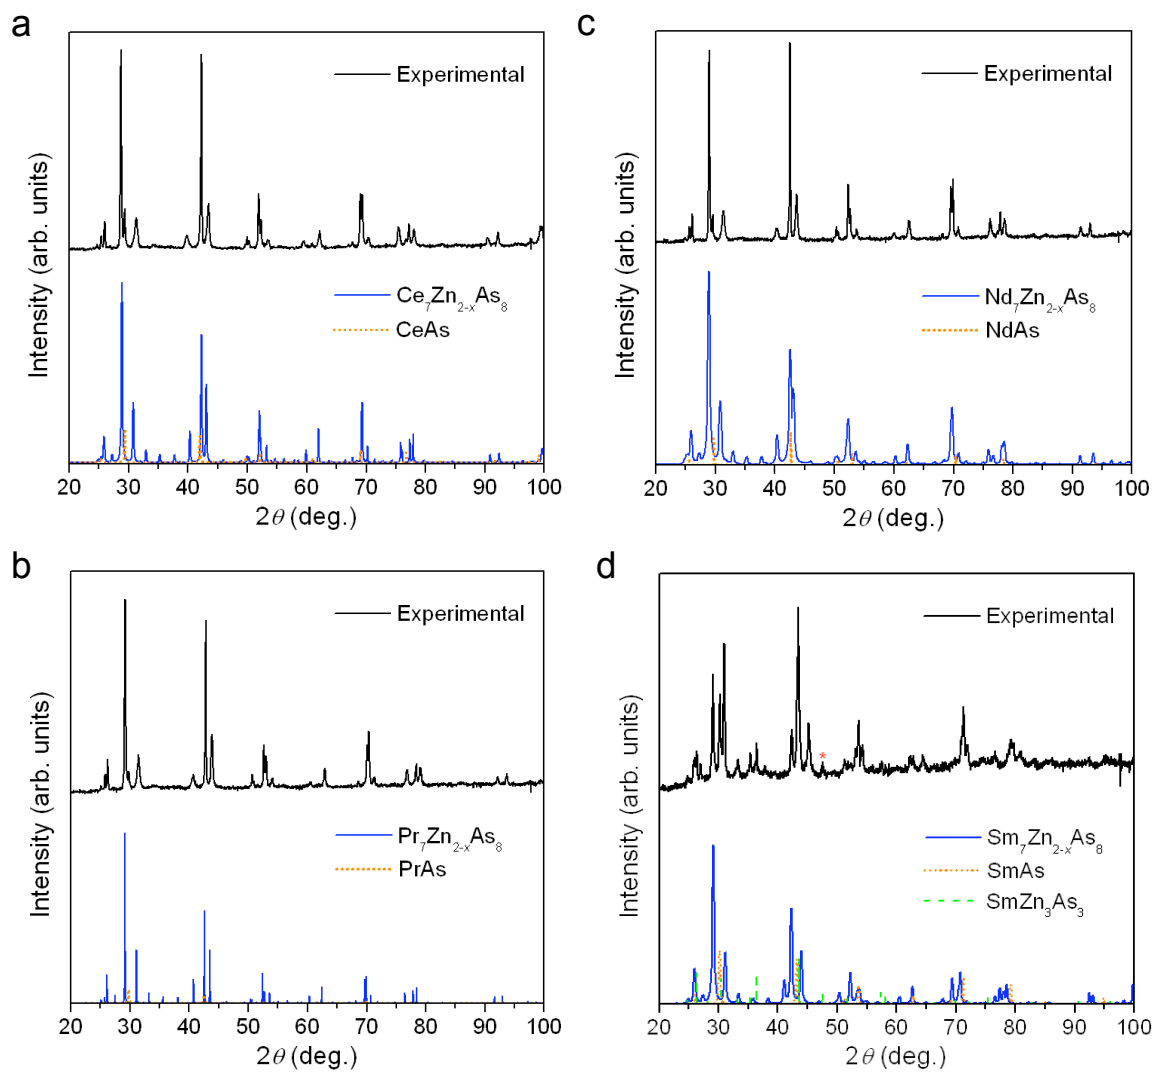 a
Experimental
Ce₇Zn₂₋ₓAs₈
CeAs
Intensity (arb. units)
20 30 40 50 60 70 80 90 100
2θ (deg.)
c
Experimental
Nd₇Zn₂₋ₓAs₈
NdAs
Intensity (arb. units)
20 30 40 50 60 70 80 90 100
2θ (deg.)
b
Experimental
Pr₇Zn₂₋ₓAs₈
PrAs
Intensity (arb. units)
20 30 40 50 60 70 80 90 100
2θ (deg.)
d
Experimental
*
Sm₇Zn₂₋ₓAs₈
SmAs
SmZn₃As₃
Intensity (arb. units)
20 30 40 50 60 70 80 90 100
2θ (deg.)